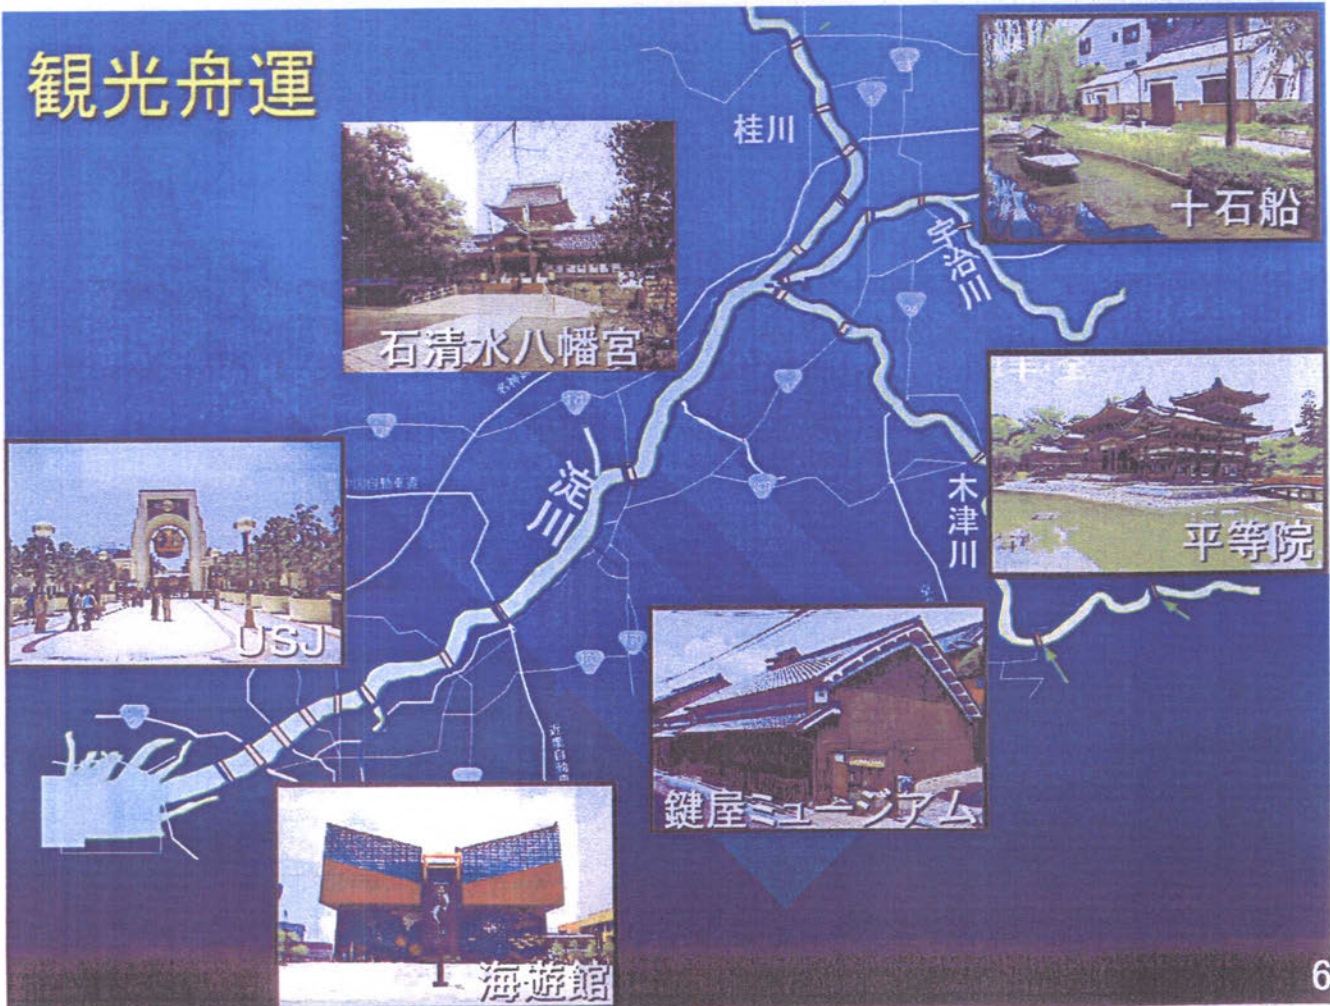 観光舟運
桂川
十石船
宇治川
石清水八幡宮
淀川
木津川
平等院
USJ
鍵屋ミュージアム
海遊館
6